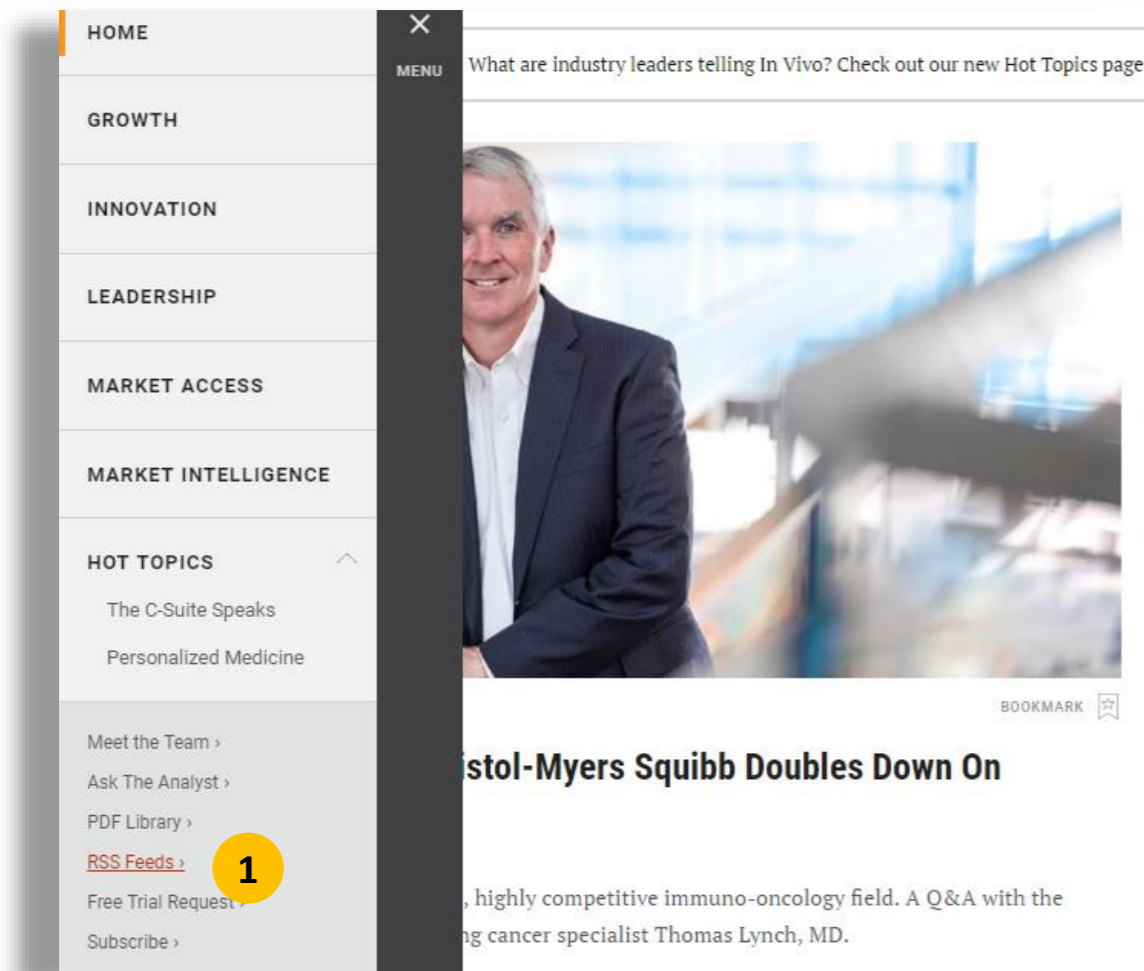 HOME
GROWTH
INNOVATION
LEADERSHIP
MARKET ACCESS
MARKET INTELLIGENCE
HOT TOPICS
The C-Suite Speaks
Personalized Medicine
Meet the Team ›
Ask The Analyst ›
PDF Library ›
RSS Feeds ›
1
Free Trial Request ›
Subscribe ›
MENU
What are industry leaders telling In Vivo? Check out our new Hot Topics page
BOOKMARK
istol-Myers Squibb Doubles Down On
, highly competitive immuno-oncology field. A Q&A with the
ng cancer specialist Thomas Lynch, MD.